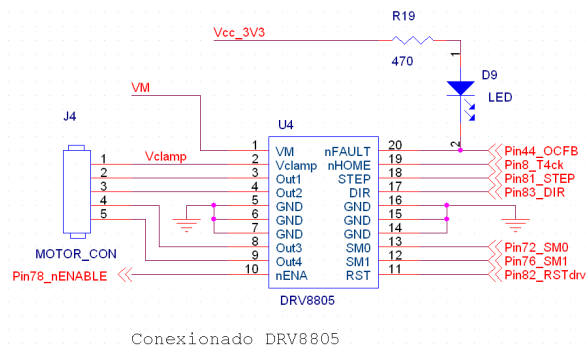 R19
Vcc_3V3
470
1
D9
LED
2
VM
J4
U4
1 VM nFAULT 20 Pin44_OCFB
1 Vclamp 2 Vclamp nHOME 19 Pin8_T4ck
2 3 Out1 STEP 18 Pin81_STEP
3 4 Out2 DIR 17 Pin83_DIR
4 5 GND GND 16
5 6 GND GND 15
7 GND GND 14
MOTOR_CON 8 Out3 SM0 13 Pin72_SM0
9 Out4 SM1 12 Pin76_SM1
Pin78_nENABLE 10 nENA RST 11 Pin82_RSTdrv
DRV8805
Conexionado DRV8805